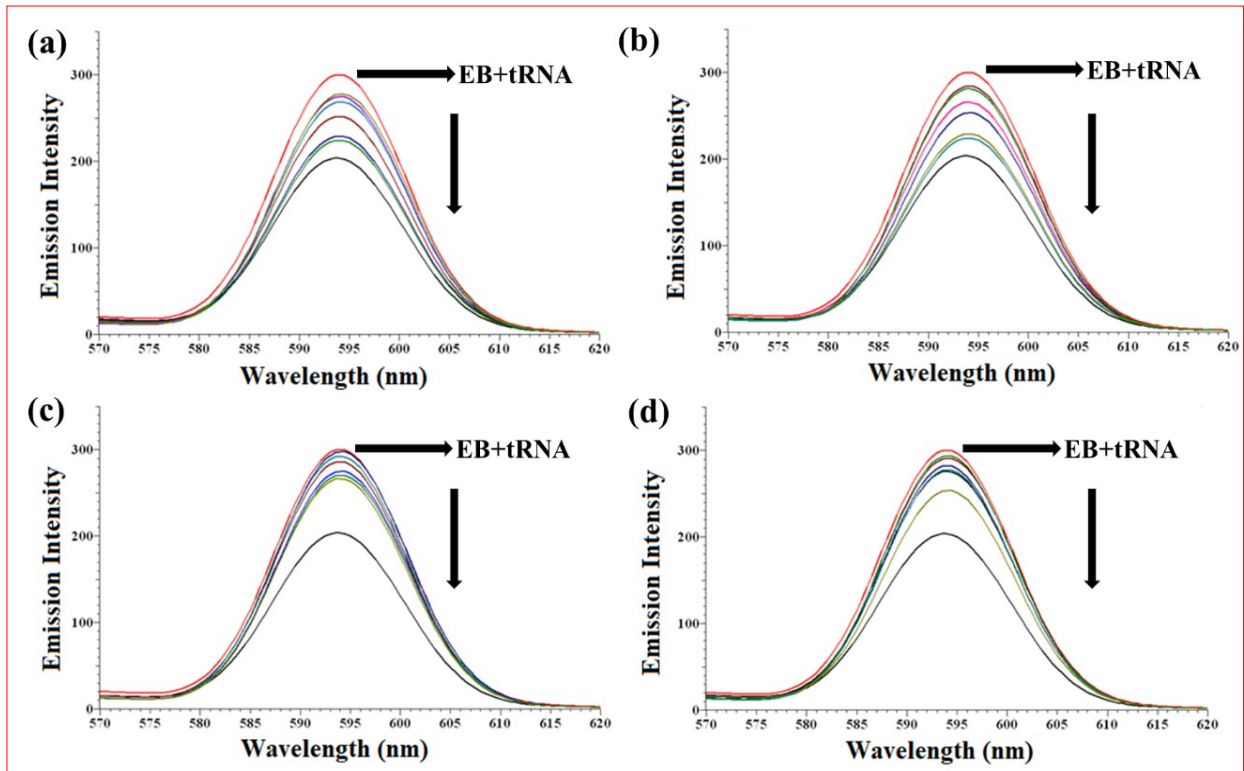 (a)
EB+tRNA
300
200
100
0
570 575 580 585 590 595 600 605 610 615 620
Emission Intensity
Wavelength (nm)
(b)
EB+tRNA
300
200
100
0
570 575 580 585 590 595 600 605 610 615 620
Emission Intensity
Wavelength (nm)
(c)
EB+tRNA
300
200
100
0
570 575 580 585 590 595 600 605 610 615 620
Emission Intensity
Wavelength (nm)
(d)
EB+tRNA
300
200
100
0
570 575 580 585 590 595 600 605 610 615 620
Emission Intensity
Wavelength (nm)